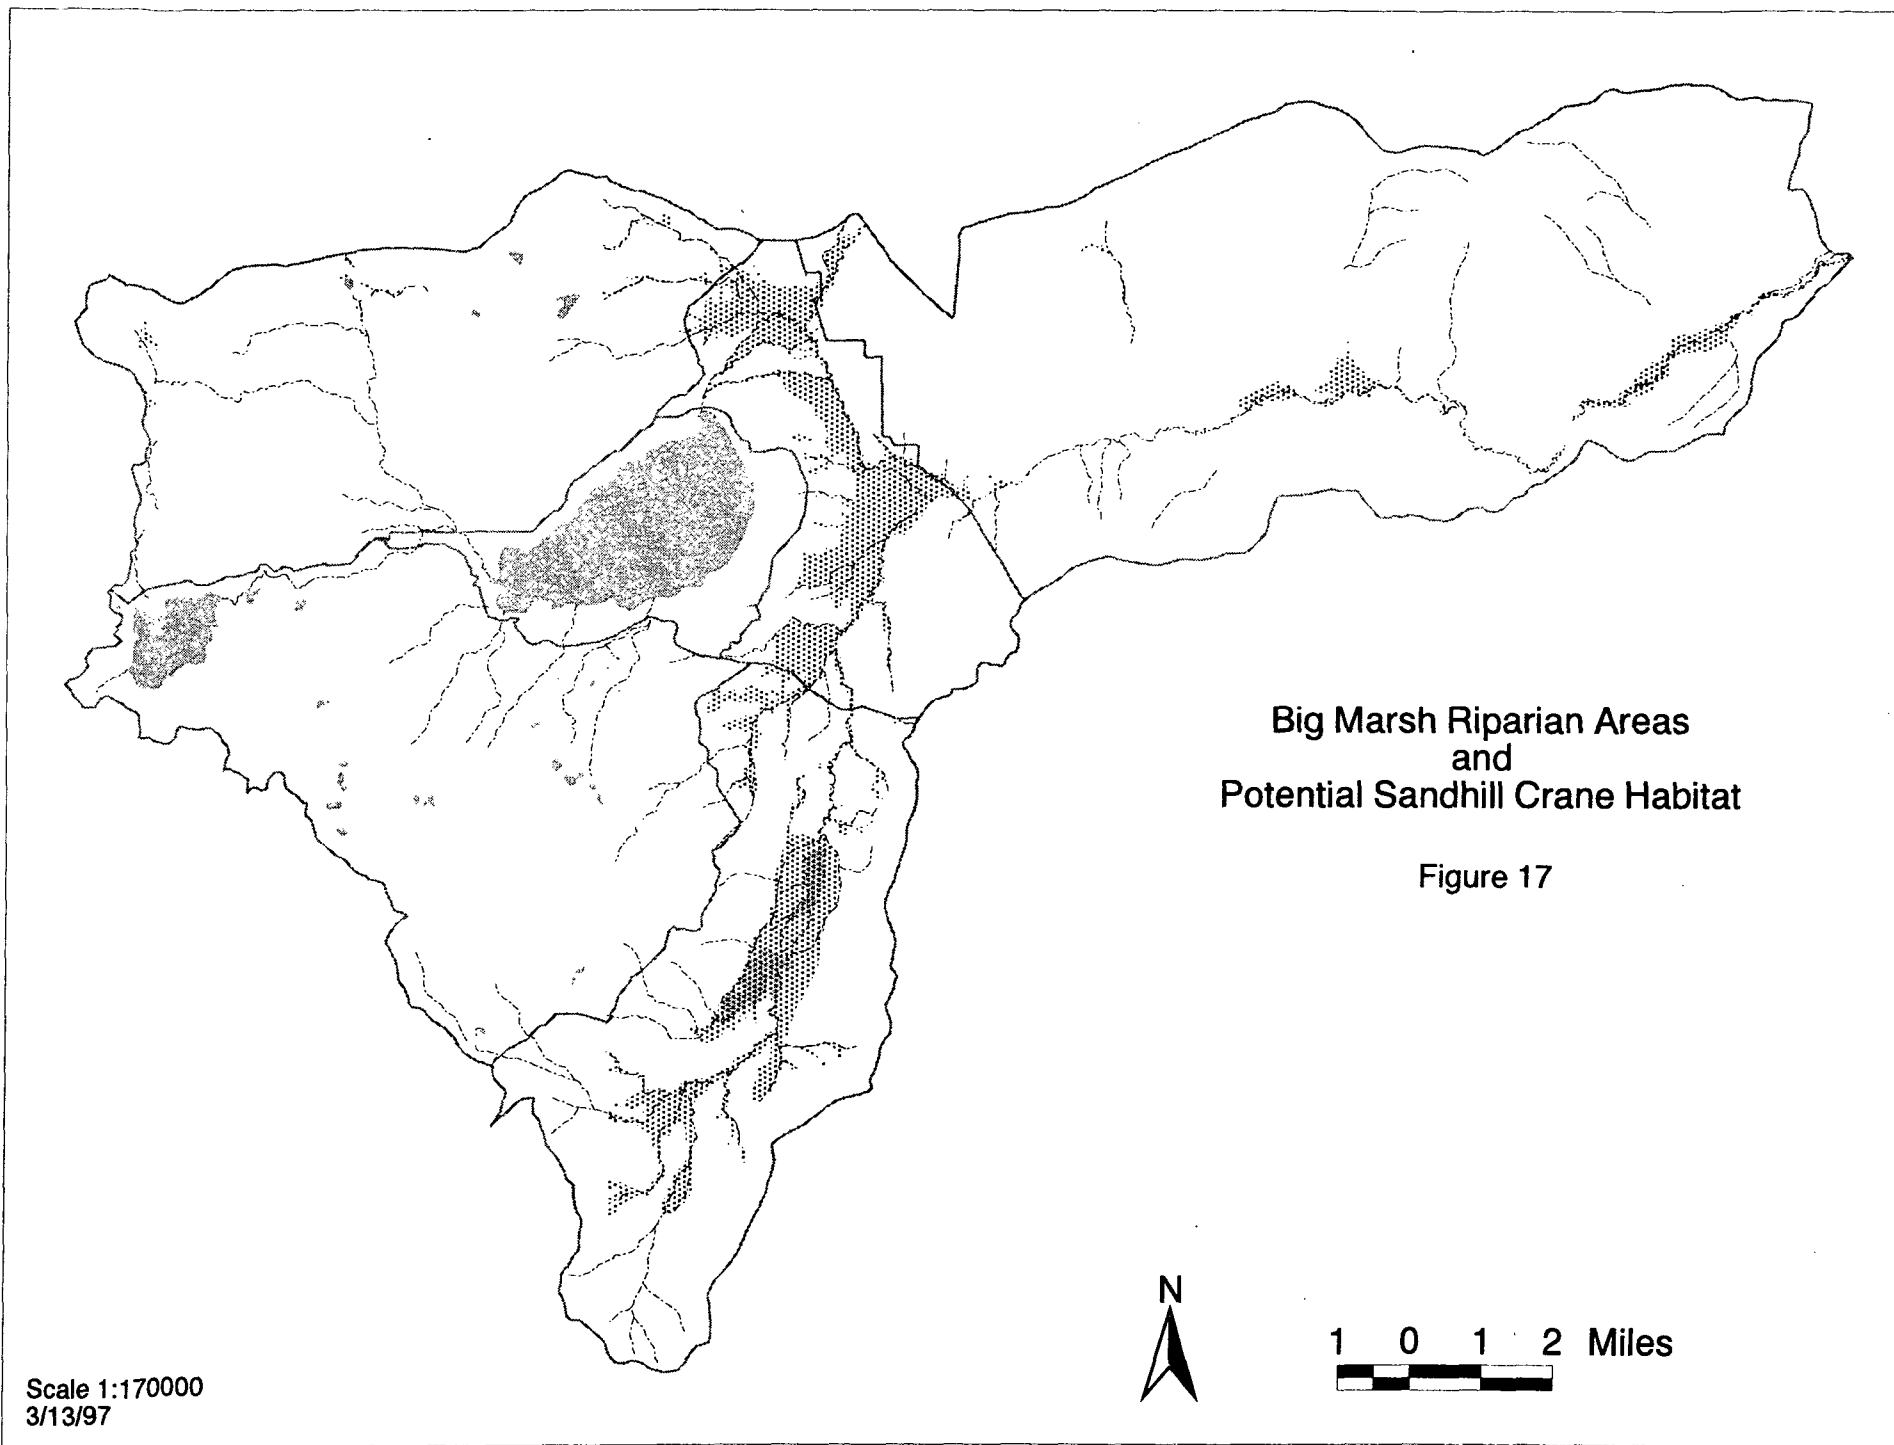 Big Marsh Riparian Areas
and
Potential Sandhill Crane Habitat
Figure 17
N
1 0 1 2 Miles
Scale 1:170000
3/13/97